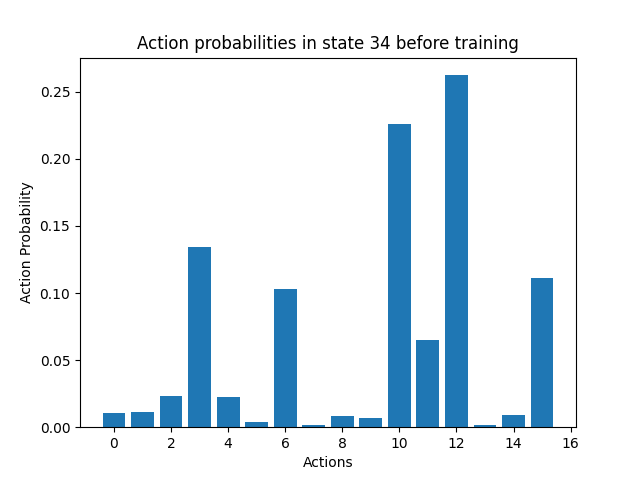 Action probabilities in state 34 before training
Action Probability
0.25
0.20
0.15
0.10
0.05
0.00
0 2 4 6 8 10 12 14 16
Actions